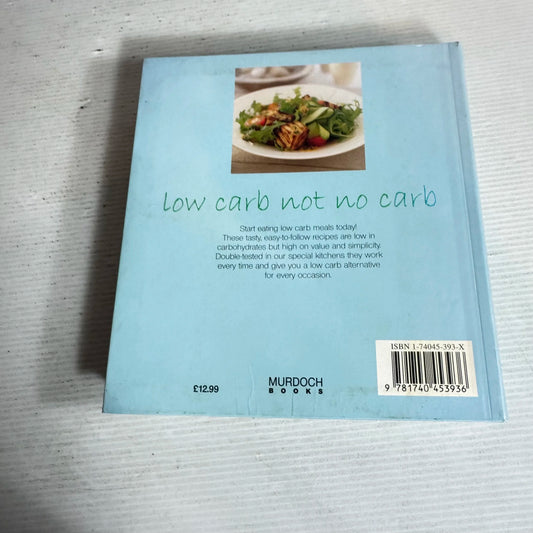 low carb not no carb
Start eating low carb meals today!
These tasty, easy-to-follow recipes are low in
carbohydrates but high on value and simplicity.
Double-tested in our special kitchens they work
every time and give you a low carb alternative
for every occasion.
ISBN 1-74045-393-X
9 781740 453936
£12.99
MURDOCH
BOOKS